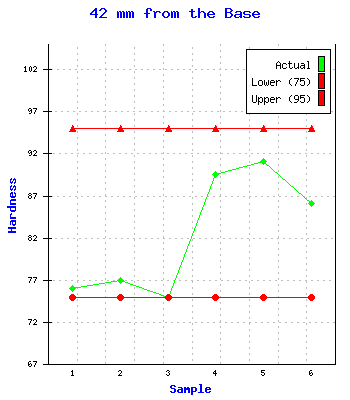 42 mm from the Base
Actual
Lower (75)
Upper (95)
Hardness
102
97
92
87
82
77
72
67
1 2 3 4 5 6
Sample